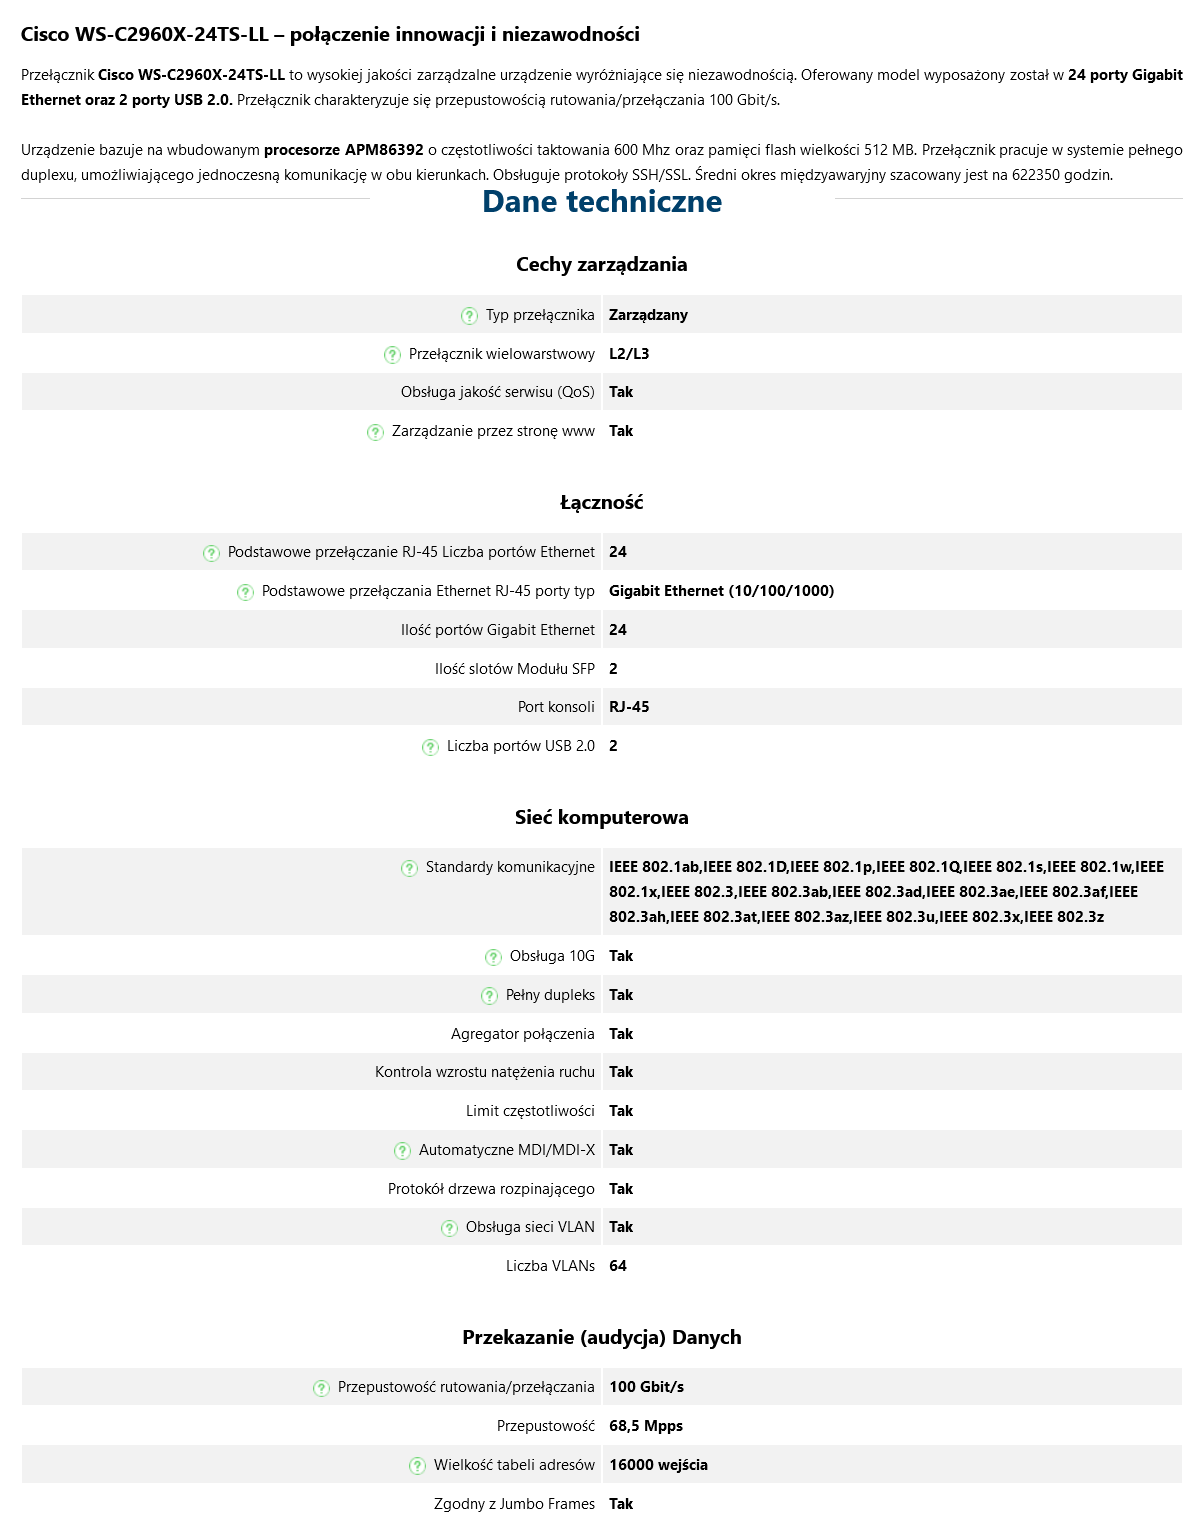 Cisco WS-C2960X-24TS-LL – połączenie innowacji i niezawodności
Przełącznik Cisco WS-C2960X-24TS-LL to wysokiej jakości zarządzalne urządzenie wyróżniające się niezawodnością. Oferowany model wyposażony został w 24 porty Gigabit
Ethernet oraz 2 porty USB 2.0. Przełącznik charakteryzuje się przepustowością rutowania/przełączania 100 Gbit/s.
Urządzenie bazuje na wbudowanym procesorze APM86392 o częstotliwości taktowania 600 Mhz oraz pamięci flash wielkości 512 MB. Przełącznik pracuje w systemie pełnego
duplexu, umożliwiającego jednoczesną komunikację w obu kierunkach. Obsługuje protokoły SSH/SSL. Średni okres międzyawaryjny szacowany jest na 622350 godzin.
Dane techniczne
Cechy zarządzania
? Typ przełącznika Zarządzany
? Przełącznik wielowarstwowy L2/L3
Obsługa jakość serwisu (QoS) Tak
? Zarządzanie przez stronę www Tak
Łączność
? Podstawowe przełączanie RJ-45 Liczba portów Ethernet 24
? Podstawowe przełączania Ethernet RJ-45 porty typ Gigabit Ethernet (10/100/1000)
Ilość portów Gigabit Ethernet 24
Ilość slotów Modułu SFP 2
Port konsoli RJ-45
? Liczba portów USB 2.0 2
Sieć komputerowa
? Standardy komunikacyjne IEEE 802.1ab,IEEE 802.1D,IEEE 802.1p,IEEE 802.1Q,IEEE 802.1s,IEEE 802.1w,IEEE
802.1x,IEEE 802.3,IEEE 802.3ab,IEEE 802.3ad,IEEE 802.3ae,IEEE 802.3af,IEEE
802.3ah,IEEE 802.3at,IEEE 802.3az,IEEE 802.3u,IEEE 802.3x,IEEE 802.3z
? Obsługa 10G Tak
? Pełny dupleks Tak
Agregator połączenia Tak
Kontrola wzrostu natężenia ruchu Tak
Limit częstotliwości Tak
? Automatyczne MDI/MDI-X Tak
Protokół drzewa rozpinającego Tak
? Obsługa sieci VLAN Tak
Liczba VLANs 64
Przekazanie (audycja) Danych
? Przepustowość rutowania/przełączania 100 Gbit/s
Przepustowość 68,5 Mpps
? Wielkość tabeli adresów 16000 wejścia
Zgodny z Jumbo Frames Tak